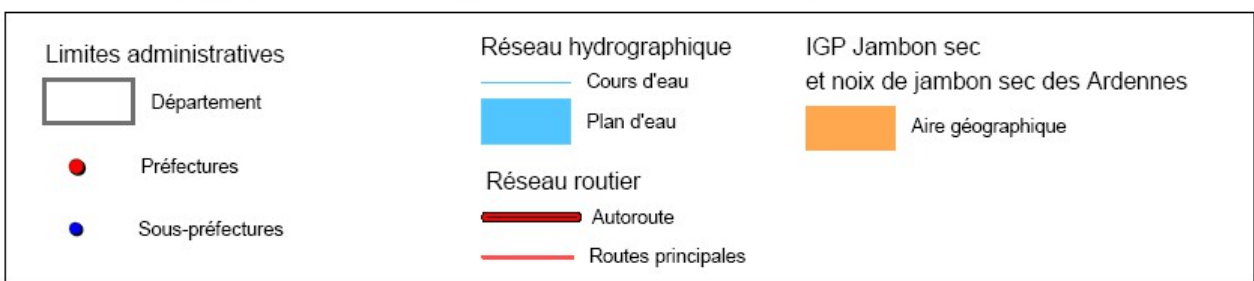 Limites administratives
Département
Préfectures
Sous-préfectures
Réseau hydrographique
Cours d'eau
Plan d'eau
Réseau routier
Autoroute
Routes principales
IGP Jambon sec
et noix de jambon sec des Ardennes
Aire géographique